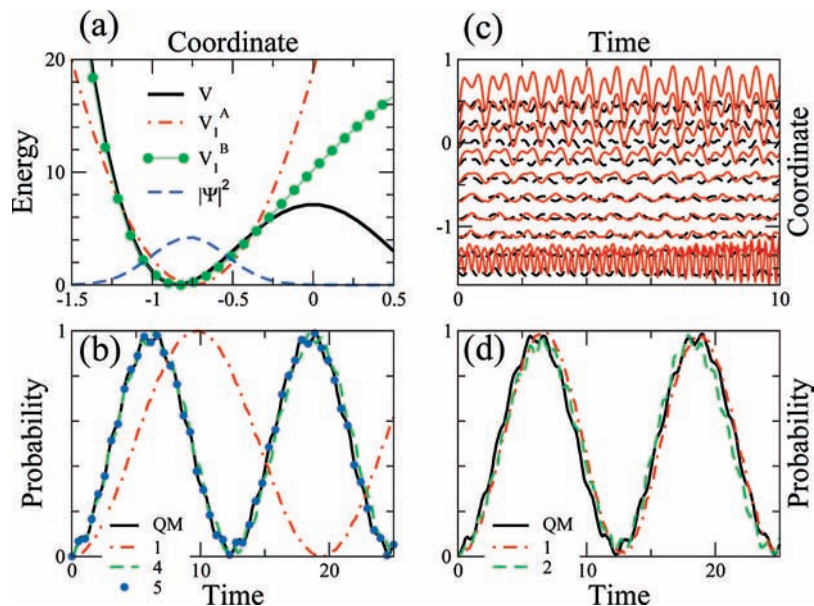 (a)
Coordinate
Energy
20
10
0
-1.5
-1
-0.5
0
0.5
V
V₁ᴬ
V₁ᴮ
|Ψ|²
(c)
Time
Coordinate
1
0
-1
0
10
(b)
Probability
1
0
0
10
20
Time
QM
1
4
5
(d)
Probability
1
0
0
10
20
Time
QM
1
2